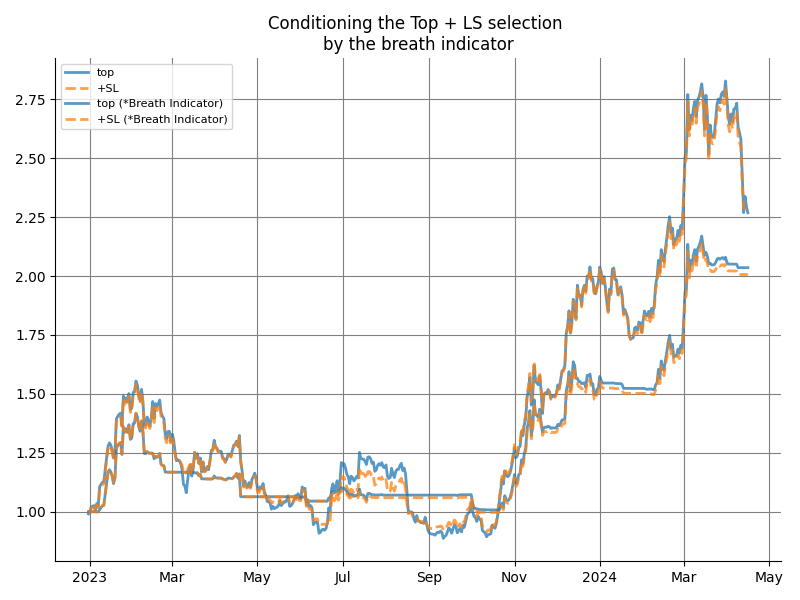 Conditioning the Top + LS selection
by the breath indicator
top
+SL
top (*Breath Indicator)
+SL (*Breath Indicator)
2.75
2.50
2.25
2.00
1.75
1.50
1.25
1.00
2023 Mar May Jul Sep Nov 2024 Mar May